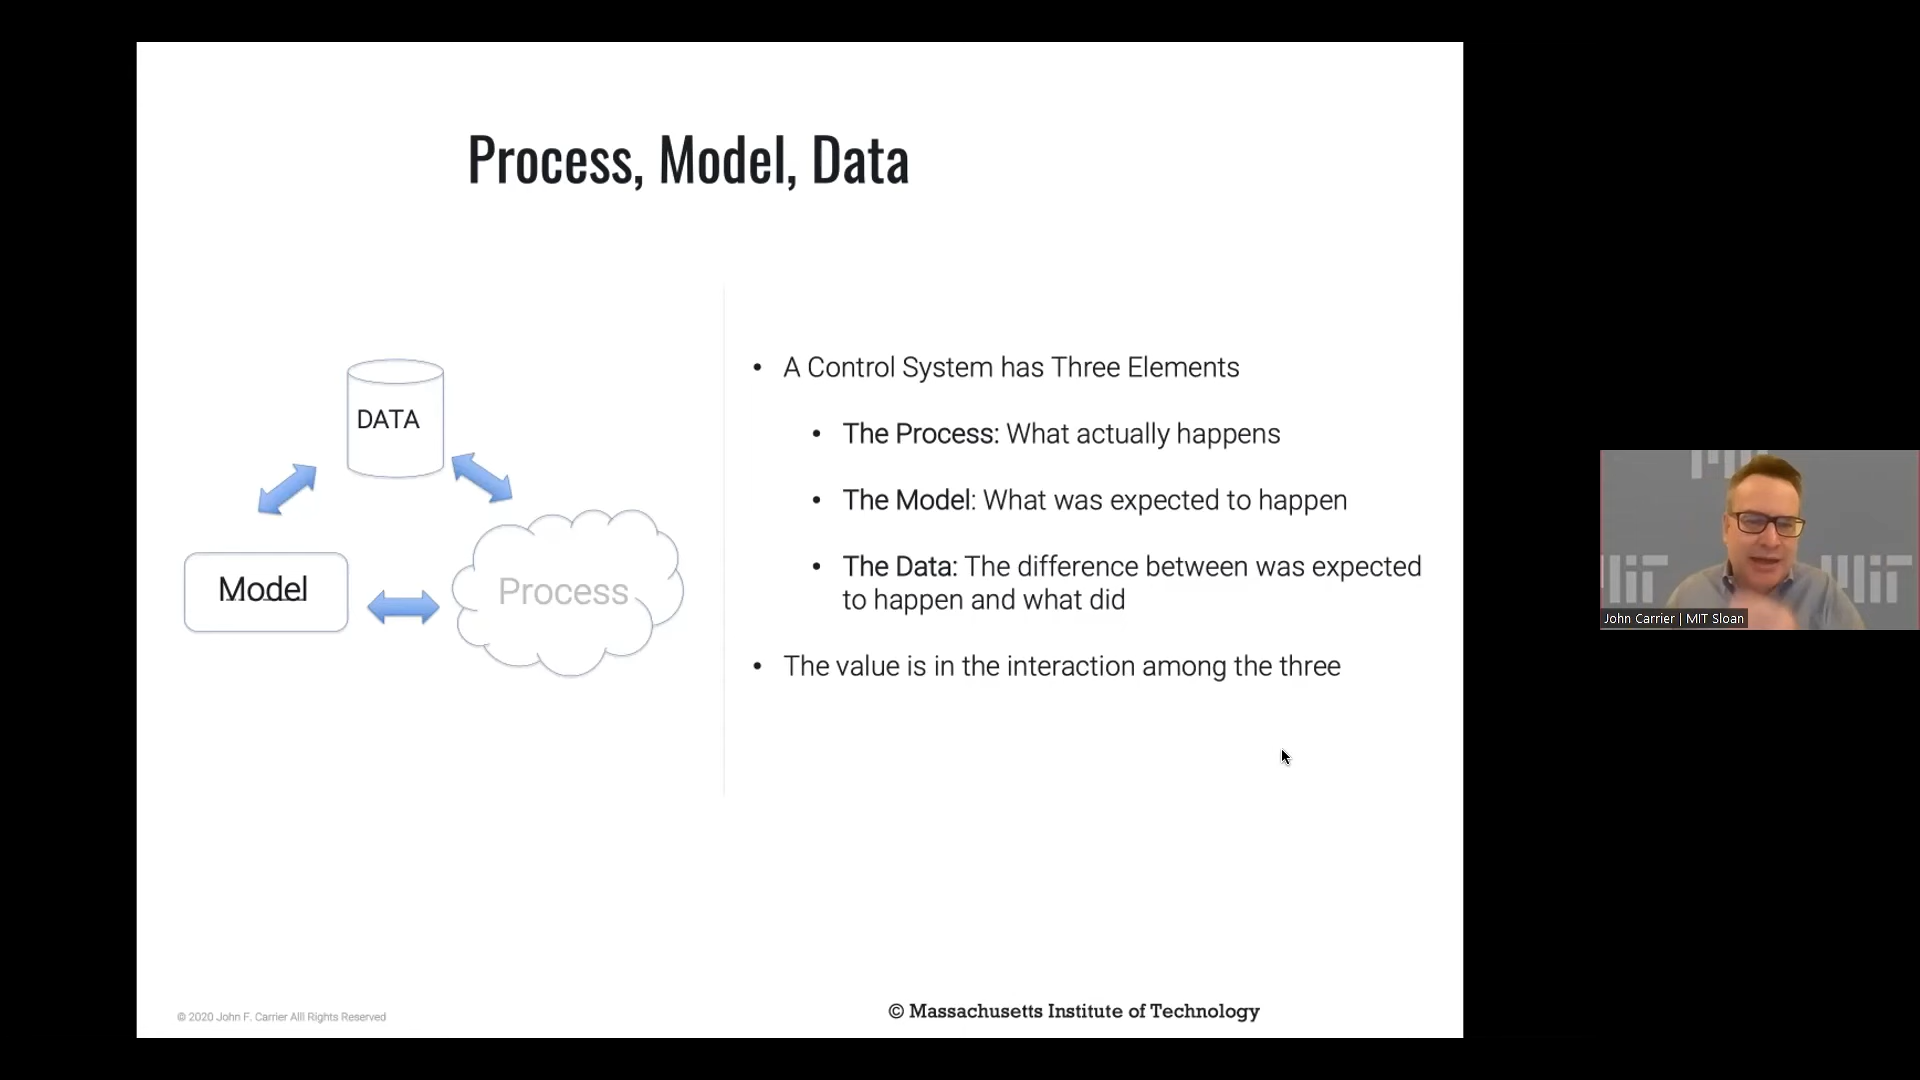 Process, Model, Data
DATA
Model
Process
• A Control System has Three Elements
• The Process: What actually happens
• The Model: What was expected to happen
• The Data: The difference between was expected
to happen and what did
• The value is in the interaction among the three
© 2020 John F. Carrier Alll Rights Reserved
© Massachusetts Institute of Technology
John Carrier | MIT Sloan